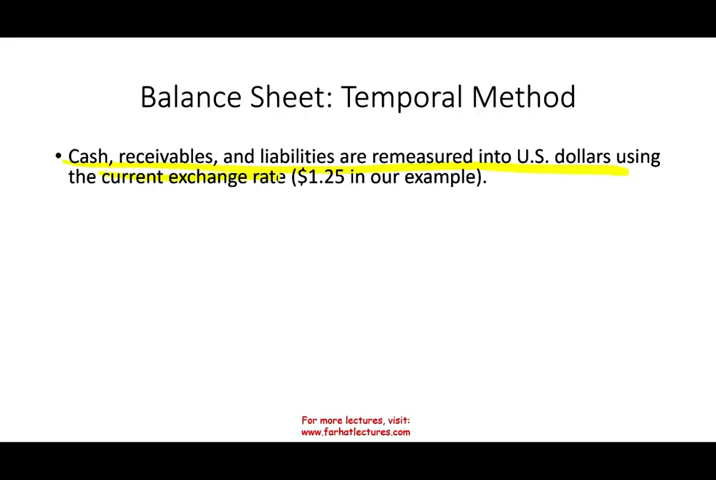 Balance Sheet: Temporal Method
• Cash, receivables, and liabilities are remeasured into U.S. dollars using
the current exchange rate ($1.25 in our example).
For more lectures, visit:
www.farhatlectures.com